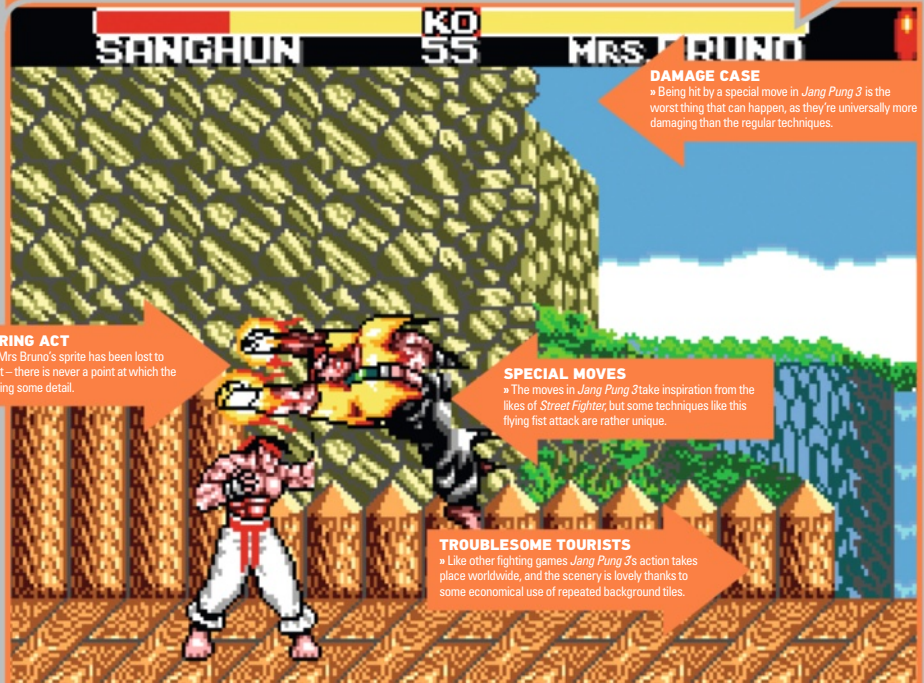 KO
SANGHUN 55 MRS. BRUNO
DAMAGE CASE
» Being hit by a special move in Jang Pung 3 is the
worst thing that can happen, as they're universally more
damaging than the regular techniques.
RING ACT
Mrs Bruno's sprite has been lost to
t – there is never a point at which the
ing some detail.
SPECIAL MOVES
» The moves in Jang Pung 3 take inspiration from the
likes of Street Fighter, but some techniques like this
flying fist attack are rather unique.
TROUBLESOME TOURISTS
» Like other fighting games Jang Pung 3's action takes
place worldwide, and the scenery is lovely thanks to
some economical use of repeated background tiles.